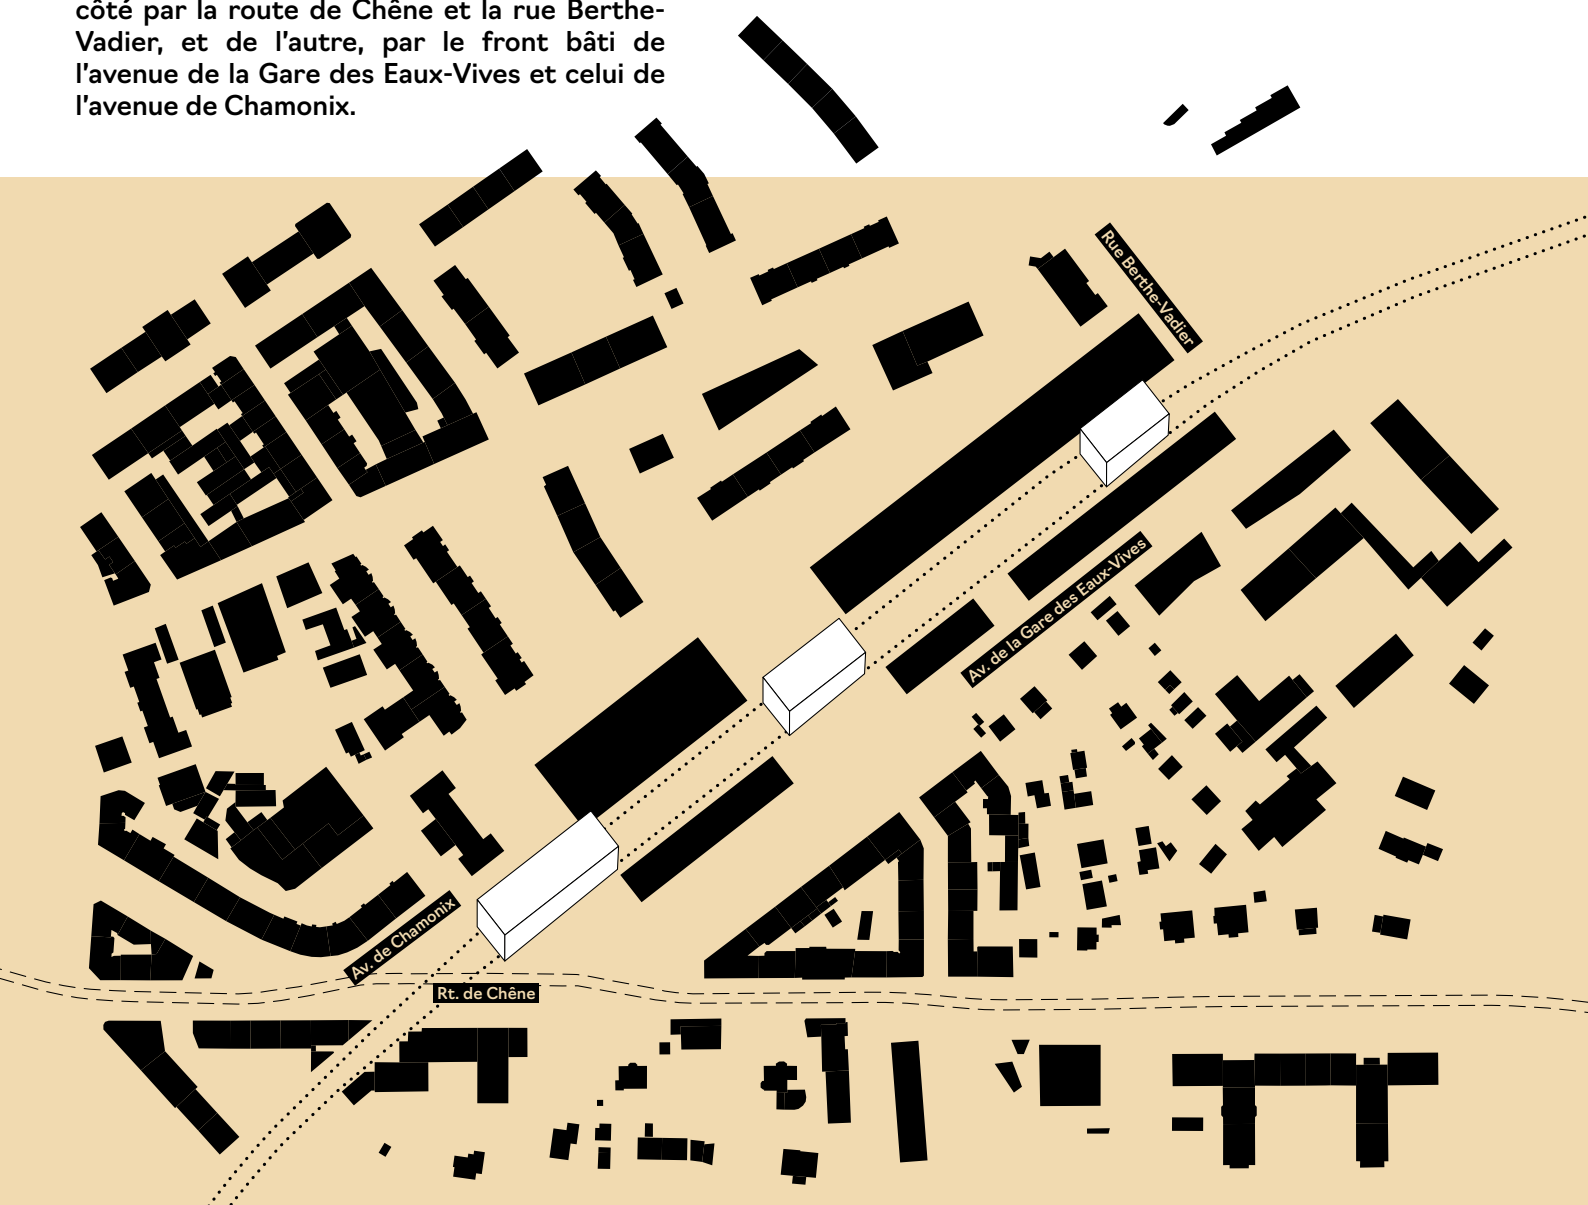 côté par la route de Chêne et la rue Berthe-
Vadier, et de l'autre, par le front bâti de
l'avenue de la Gare des Eaux-Vives et celui de
l'avenue de Chamonix.
Rue Berthe-Vadier
Av. de la Gare des Eaux-Vives
Av. de Chamonix
Rt. de Chêne